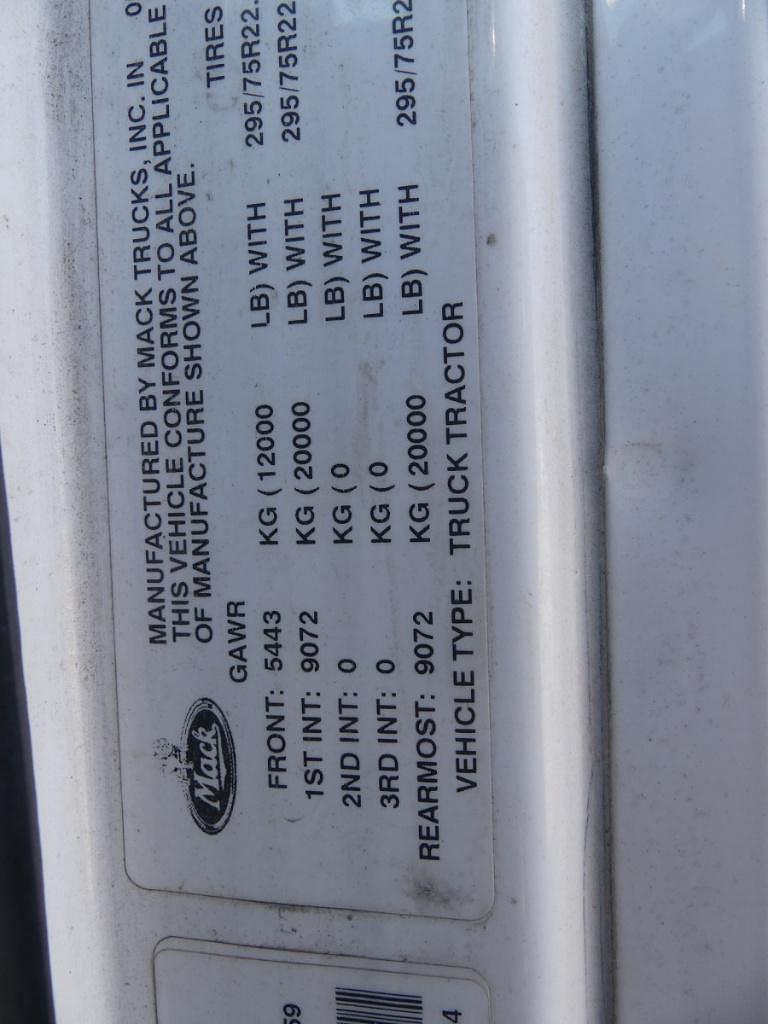 Mack
MANUFACTURED BY MACK TRUCKS, INC. IN 0
THIS VEHICLE CONFORMS TO ALL APPLICABLE
OF MANUFACTURE SHOWN ABOVE.
GAWR TIRES
FRONT: 5443 KG ( 12000 LB) WITH 295/75R22.
1ST INT: 9072 KG ( 20000 LB) WITH 295/75R22
2ND INT: 0 KG ( 0 LB) WITH
3RD INT: 0 KG ( 0 LB) WITH
REARMOST: 9072 KG ( 20000 LB) WITH 295/75R2
VEHICLE TYPE: TRUCK TRACTOR
59
4